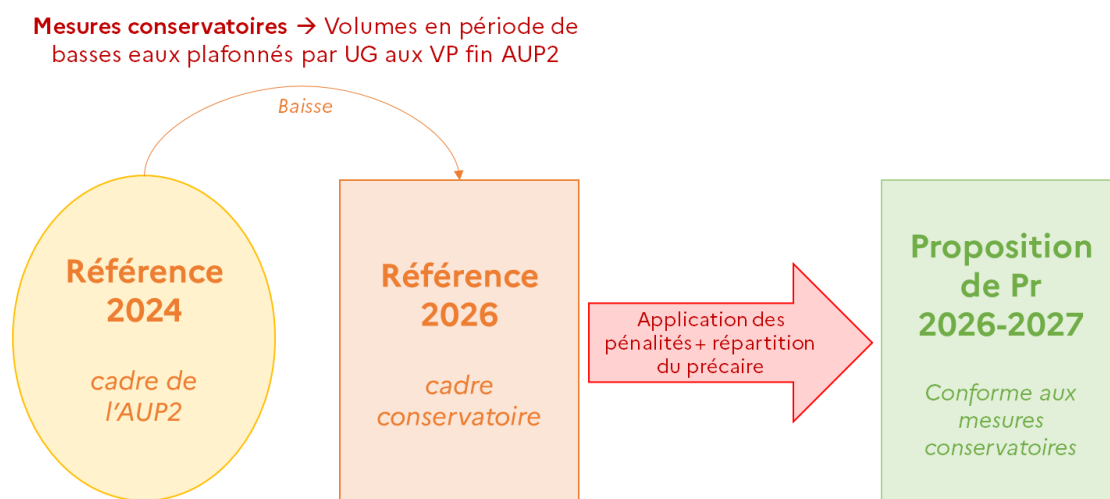 Mesures conservatoires → Volumes en période de
basses eaux plafonnés par UG aux VP fin AUP2
Baisse
Référence
2024
cadre de
l'AUP2
Référence
2026
cadre
conservatoire
Application des
pénalités + répartition
du précaire
Proposition
de Pr
2026-2027
Conforme aux
mesures
conservatoires